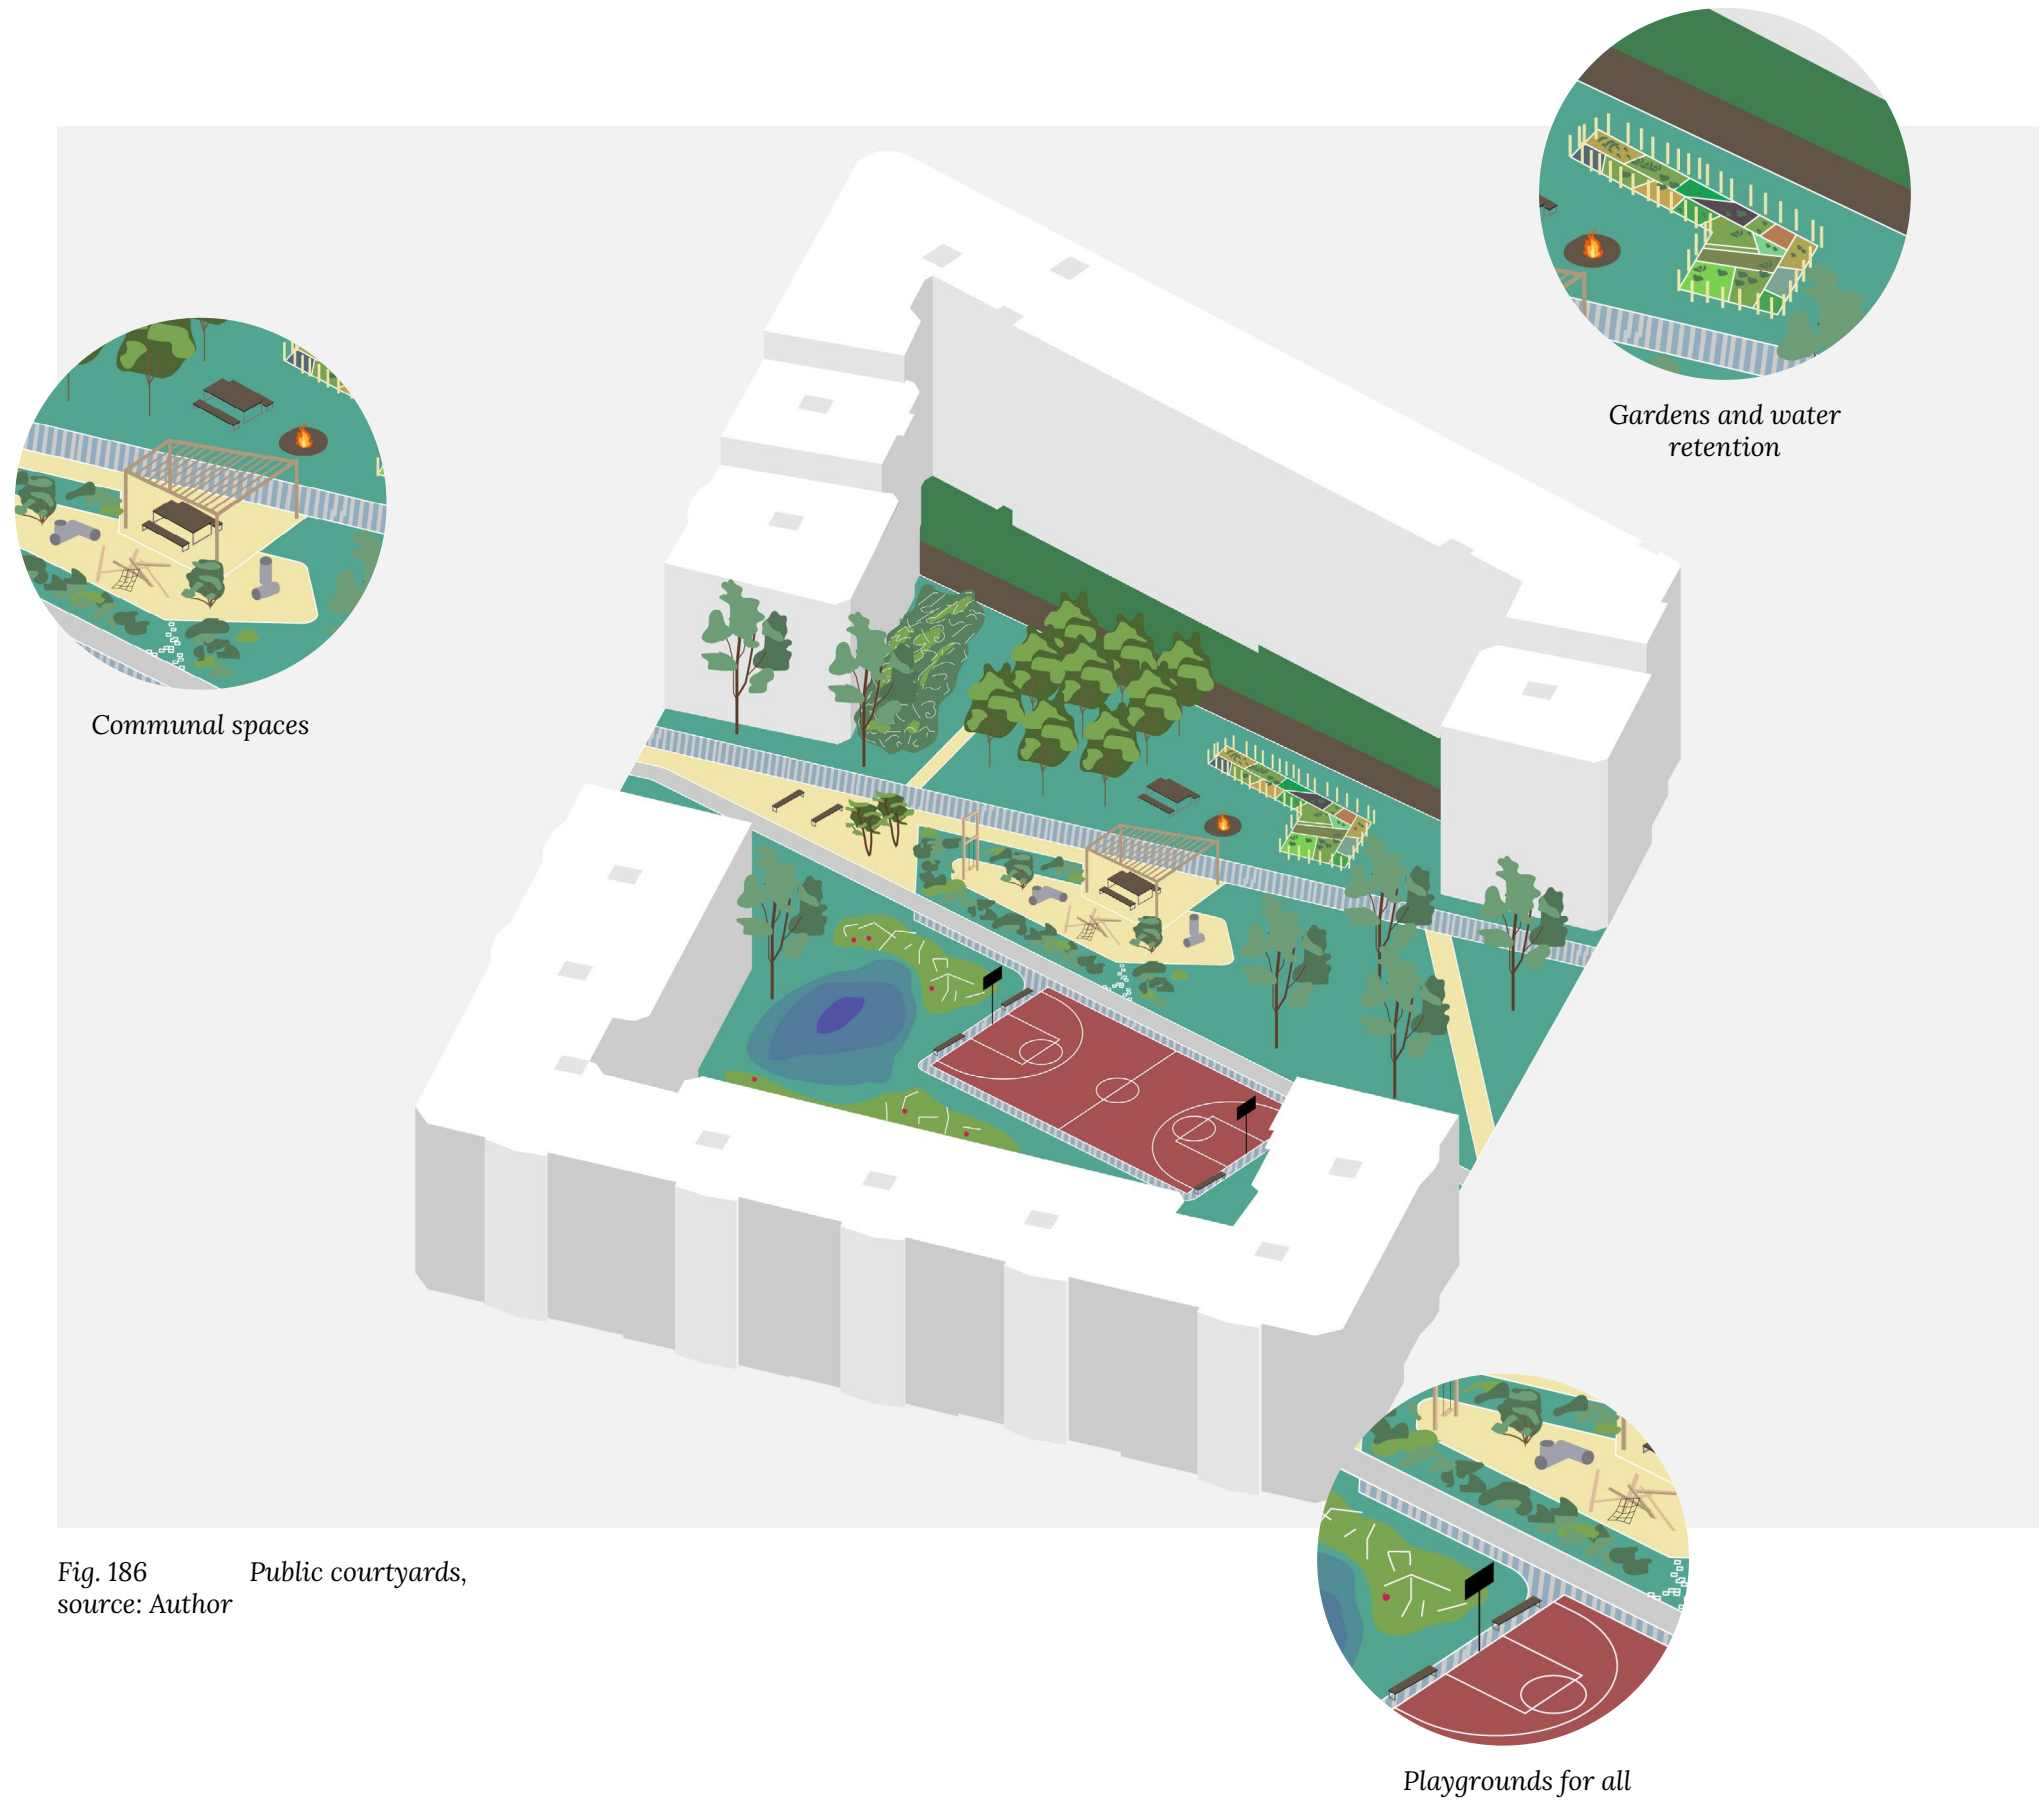 Gardens and water
retention
Communal spaces
Fig. 186 Public courtyards,
source: Author
Playgrounds for all